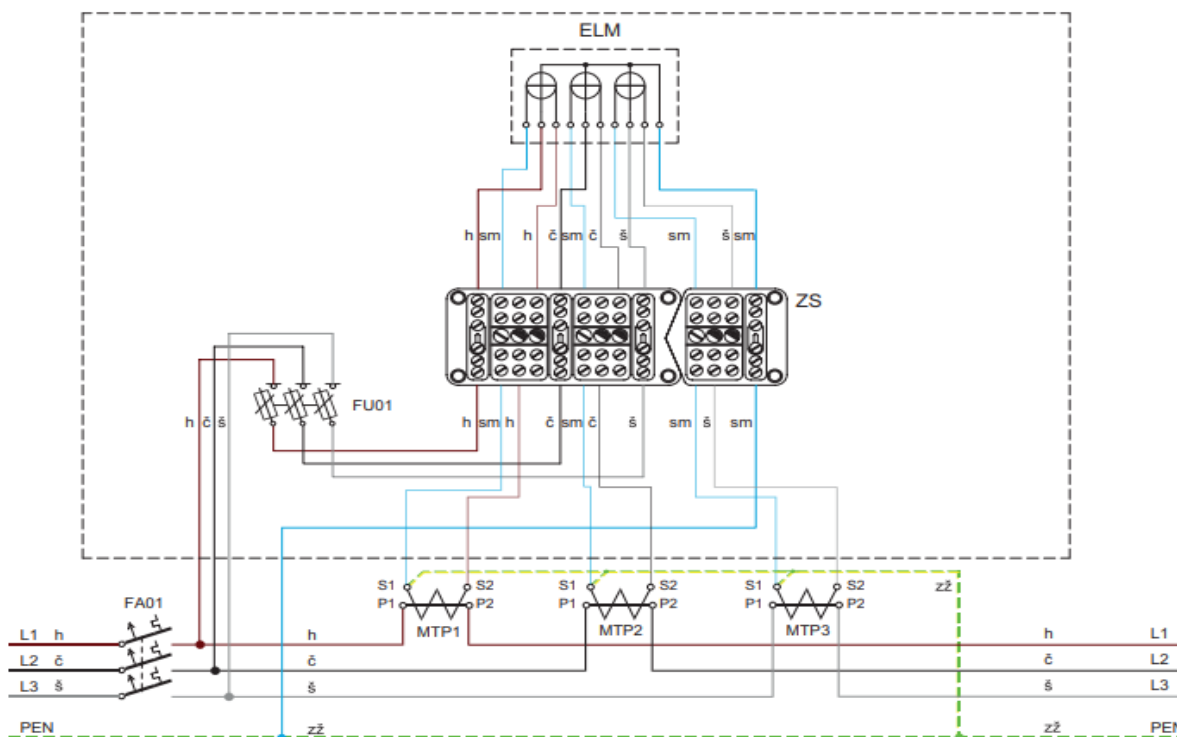 ELM
h sm h č sm č š sm š sm
ZS
FU01
h č š
h sm h č sm č š sm š sm
S1 S2 S1 S2 S1 S2 zž
FA01
P1 P2 P1 P2 P1 P2
MTP1 MTP2 MTP3
L1 h h h L1
L2 č č č L2
L3 š š š L3
PEN zž zž PEN